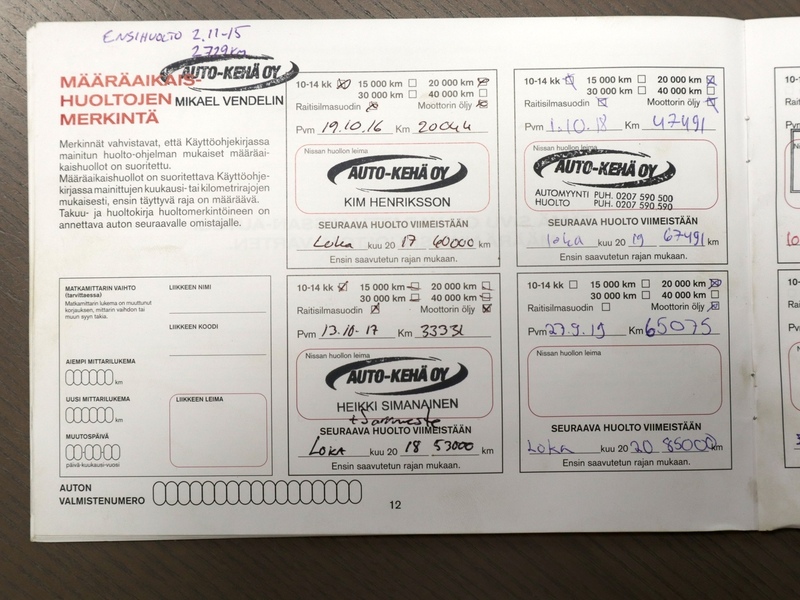 ENSIHUOLTO 2.11-15
2729km
AUTO-KEHÄ OY
MIKAEL VENDELIN
MÄÄRÄAIKAIS-
HUOLTOJEN
MERKINTÄ
Merkinnät vahvistavat, että Käyttöohjekirjassa
mainitun huolto-ohjelman mukaiset määräai-
kaishuollot on suoritettu.
Määräaikaishuollot on suoritettava Käyttöohje-
kirjassa mainittujen kuukausi- tai kilometrirajojen
mukaisesti, ensin täyttyvä raja on määräävä.
Takuu- ja huoltokirja huoltomerkintöineen on
annettava auton seuraavalle omistajalle.
MATKAMITTARIN VAIHTO
(tarvittaessa)
Matkamittarin lukema on muuttunut
korjauksen, mittarin vaihdon tai
muun syyn takia.
LIIKKEEN NIMI
LIIKKEEN KOODI
AIEMPI MITTARILUKEMA
km
UUSI MITTARILUKEMA
km
MUUTOSPÄIVÄ
päivä-kuukausi-vuosi
LIIKKEEN LEIMA
AUTON
VALMISTENUMERO
10-14 kk 15 000 km 20 000 km
30 000 km 40 000 km
Raitisilmasuodin Moottorin öljy
Pvm 19.10.16 Km 20044
Nissan huollon leima
AUTO-KEHÄ OY
KIM HENRIKSSON
SEURAAVA HUOLTO VIIMEISTÄÄN
Loka kuu 20 17 60000 km
Ensin saavutetun rajan mukaan.
10-14 kk 15 000 km 20 000 km
30 000 km 40 000 km
Raitisilmasuodin Moottorin öljy
Pvm 13.10-17 Km 33331
Nissan huollon leima
AUTO-KEHÄ OY
HEIKKI SIMANAINEN
SEURAAVA HUOLTO VIIMEISTÄÄN
LOKA kuu 20 18 53000 km
Ensin saavutetun rajan mukaan.
10-14 kk 15 000 km 20 000 km
30 000 km 40 000 km
Raitisilmasuodin Moottorin öljy
Pvm 1.10.18 Km 47491
Nissan huollon leima
AUTO-KEHÄ OY
AUTOMYYNTI PUH. 0207 590 500
HUOLTO PUH. 0207 590 590
SEURAAVA HUOLTO VIIMEISTÄÄN
loka kuu 20 19 67491 km
Ensin saavutetun rajan mukaan.
10-14 kk 15 000 km 20 000 km
30 000 km 40 000 km
Raitisilmasuodin Moottorin öljy
Pvm 27.9.19 Km 65075
Nissan huollon leima
SEURAAVA HUOLTO VIIMEISTÄÄN
Loka kuu 20 20 85000 km
Ensin saavutetun rajan mukaan.
12